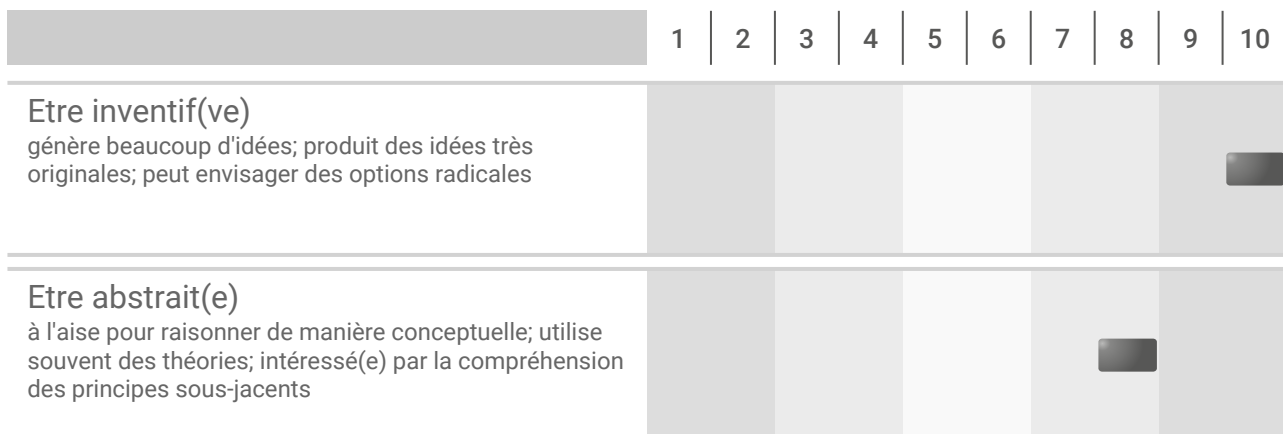 1 2 3 4 5 6 7 8 9 10
Etre inventif(ve)
génère beaucoup d'idées; produit des idées très
originales; peut envisager des options radicales
Etre abstrait(e)
à l'aise pour raisonner de manière conceptuelle; utilise
souvent des théories; intéressé(e) par la compréhension
des principes sous-jacents